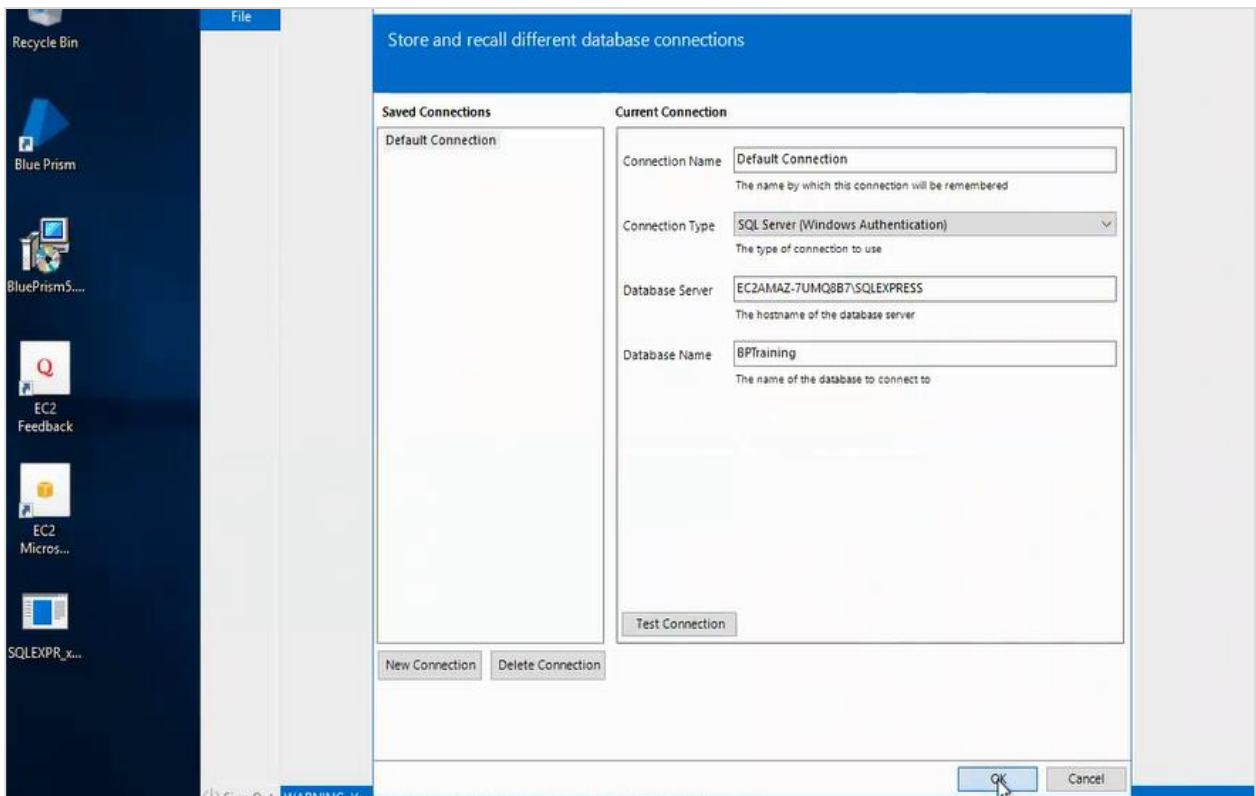 File
Recycle Bin
Blue Prism
BluePrism5....
Q
EC2
Feedback
EC2
Micros...
SQLEXPR_x...
Store and recall different database connections
Saved Connections
Default Connection
New Connection
Delete Connection
Current Connection
Connection Name
Default Connection
The name by which this connection will be remembered
Connection Type
SQL Server (Windows Authentication)
The type of connection to use
Database Server
EC2AMAZ-7UMQ8B7\SQLEXPRESS
The hostname of the database server
Database Name
BPTraining
The name of the database to connect to
Test Connection
OK
Cancel